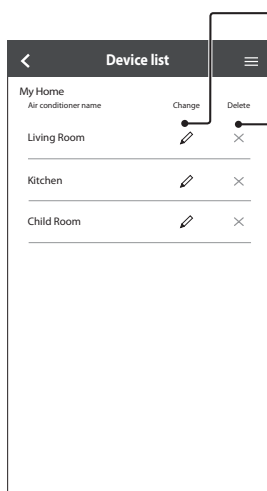 Device list
My Home
Air conditioner name Change Delete
Living Room
Kitchen
Child Room